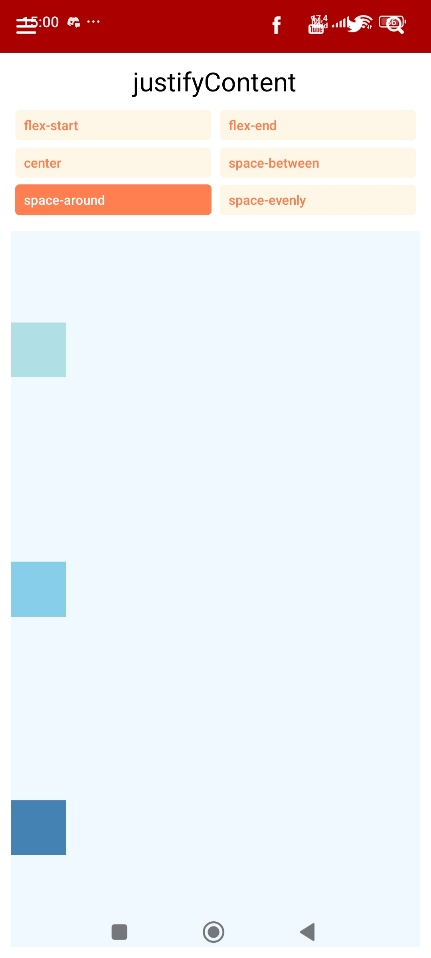 15:00
f
justifyContent
flex-start
flex-end
center
space-between
space-around
space-evenly